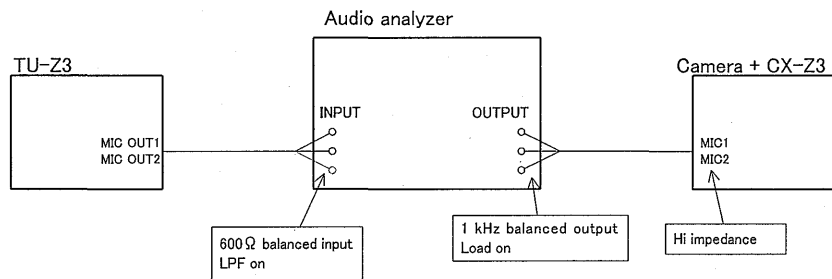 Audio analyzer
TU-Z3
Camera + CX-Z3
INPUT
OUTPUT
MIC OUT1
MIC OUT2
MIC1
MIC2
600Ω balanced input
LPF on
1 kHz balanced output
Load on
Hi impedance